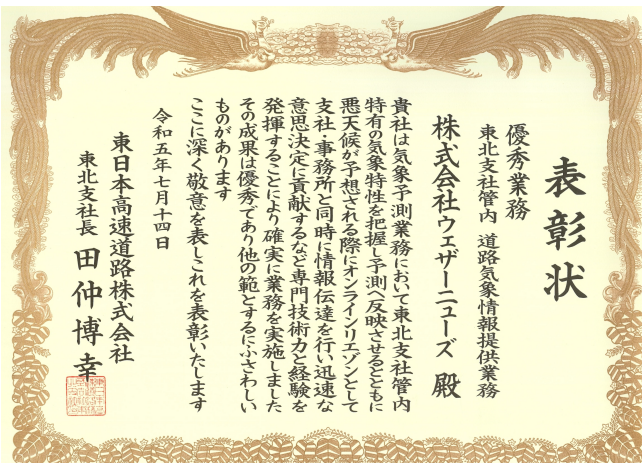 表彰状
優秀業務
東北支社管内 道路気象情報提供業務
株式会社ウェザーニューズ 殿
貴社は気象予測業務において東北支社管内
特有の気象特性を把握し予測へ反映させるとともに
悪天候が予想される際にオンラインリエゾンとして
支社・事務所と同時に情報伝達を行い迅速な
意思決定に貢献するなど専門技術力と経験を
発揮することにより確実に業務を実施しました
その成果は優秀であり他の範とするにふさわしい
ものがあります
ここに深く敬意を表しこれを表彰いたします
令和五年七月十四日
東日本高速道路株式会社
東北支社長 田仲博幸